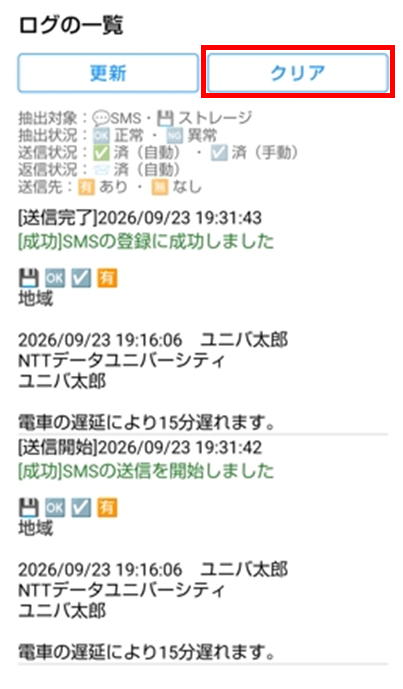 ログの一覧
更新 クリア
抽出対象：💬SMS・💾ストレージ
抽出状況：🆗正常・🆖異常
送信状況：✅済（自動）・☑️済（手動）
返信状況：📨済（自動）
送信先：🈶あり・🈚なし
[送信完了]2026/09/23 19:31:43
[成功]SMSの登録に成功しました
💾🆗☑️🈶
地域
2026/09/23 19:16:06　ユニバ太郎
NTTデータユニバーシティ
ユニバ太郎
電車の遅延により15分遅れます。
[送信開始]2026/09/23 19:31:42
[成功]SMSの送信を開始しました
💾🆗☑️🈶
地域
2026/09/23 19:16:06　ユニバ太郎
NTTデータユニバーシティ
ユニバ太郎
電車の遅延により15分遅れます。